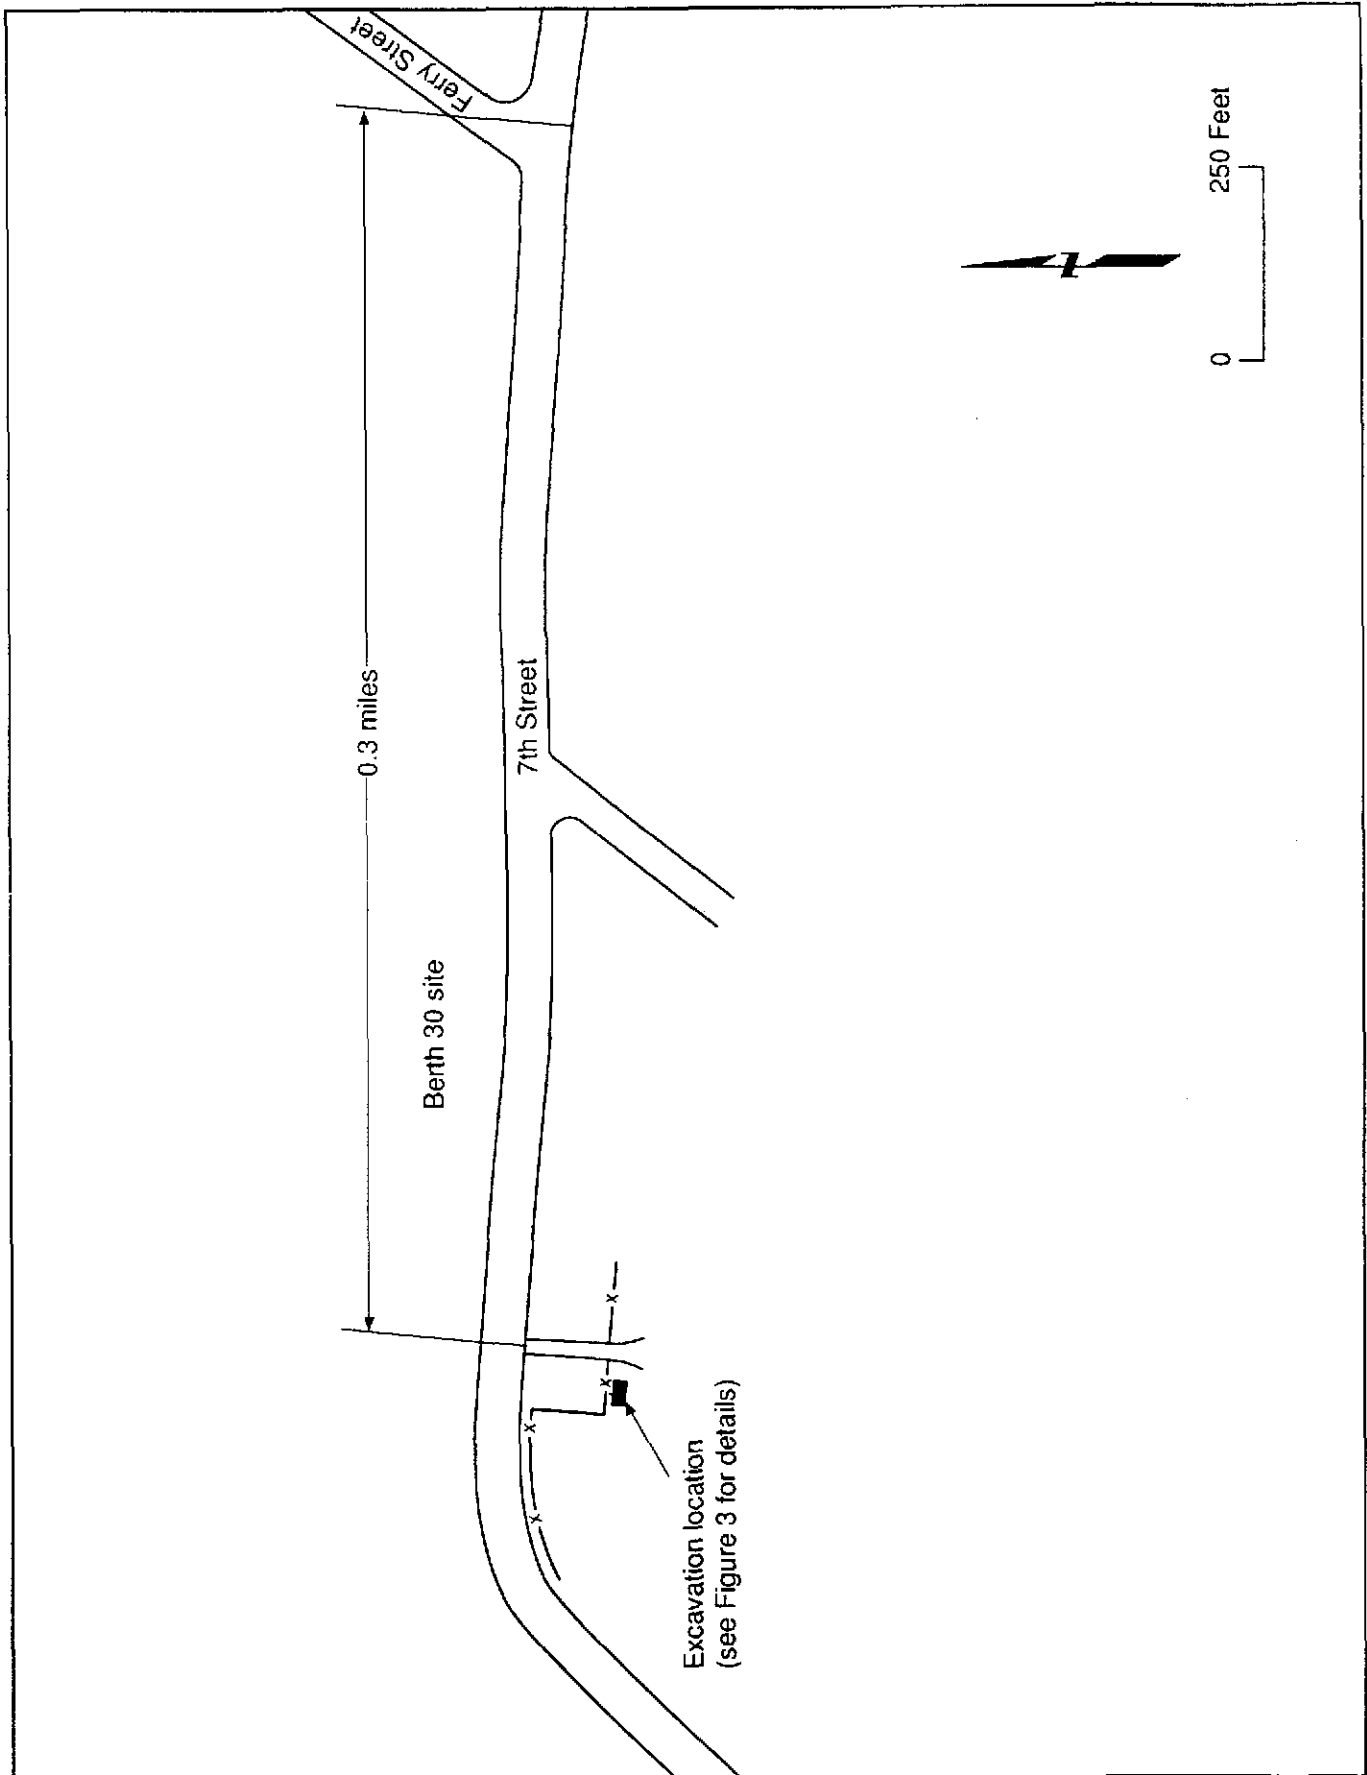 Ferry Street
0.3 miles
7th Street
Berth 30 site
Excavation location
(see Figure 3 for details)
N
0 250 Feet